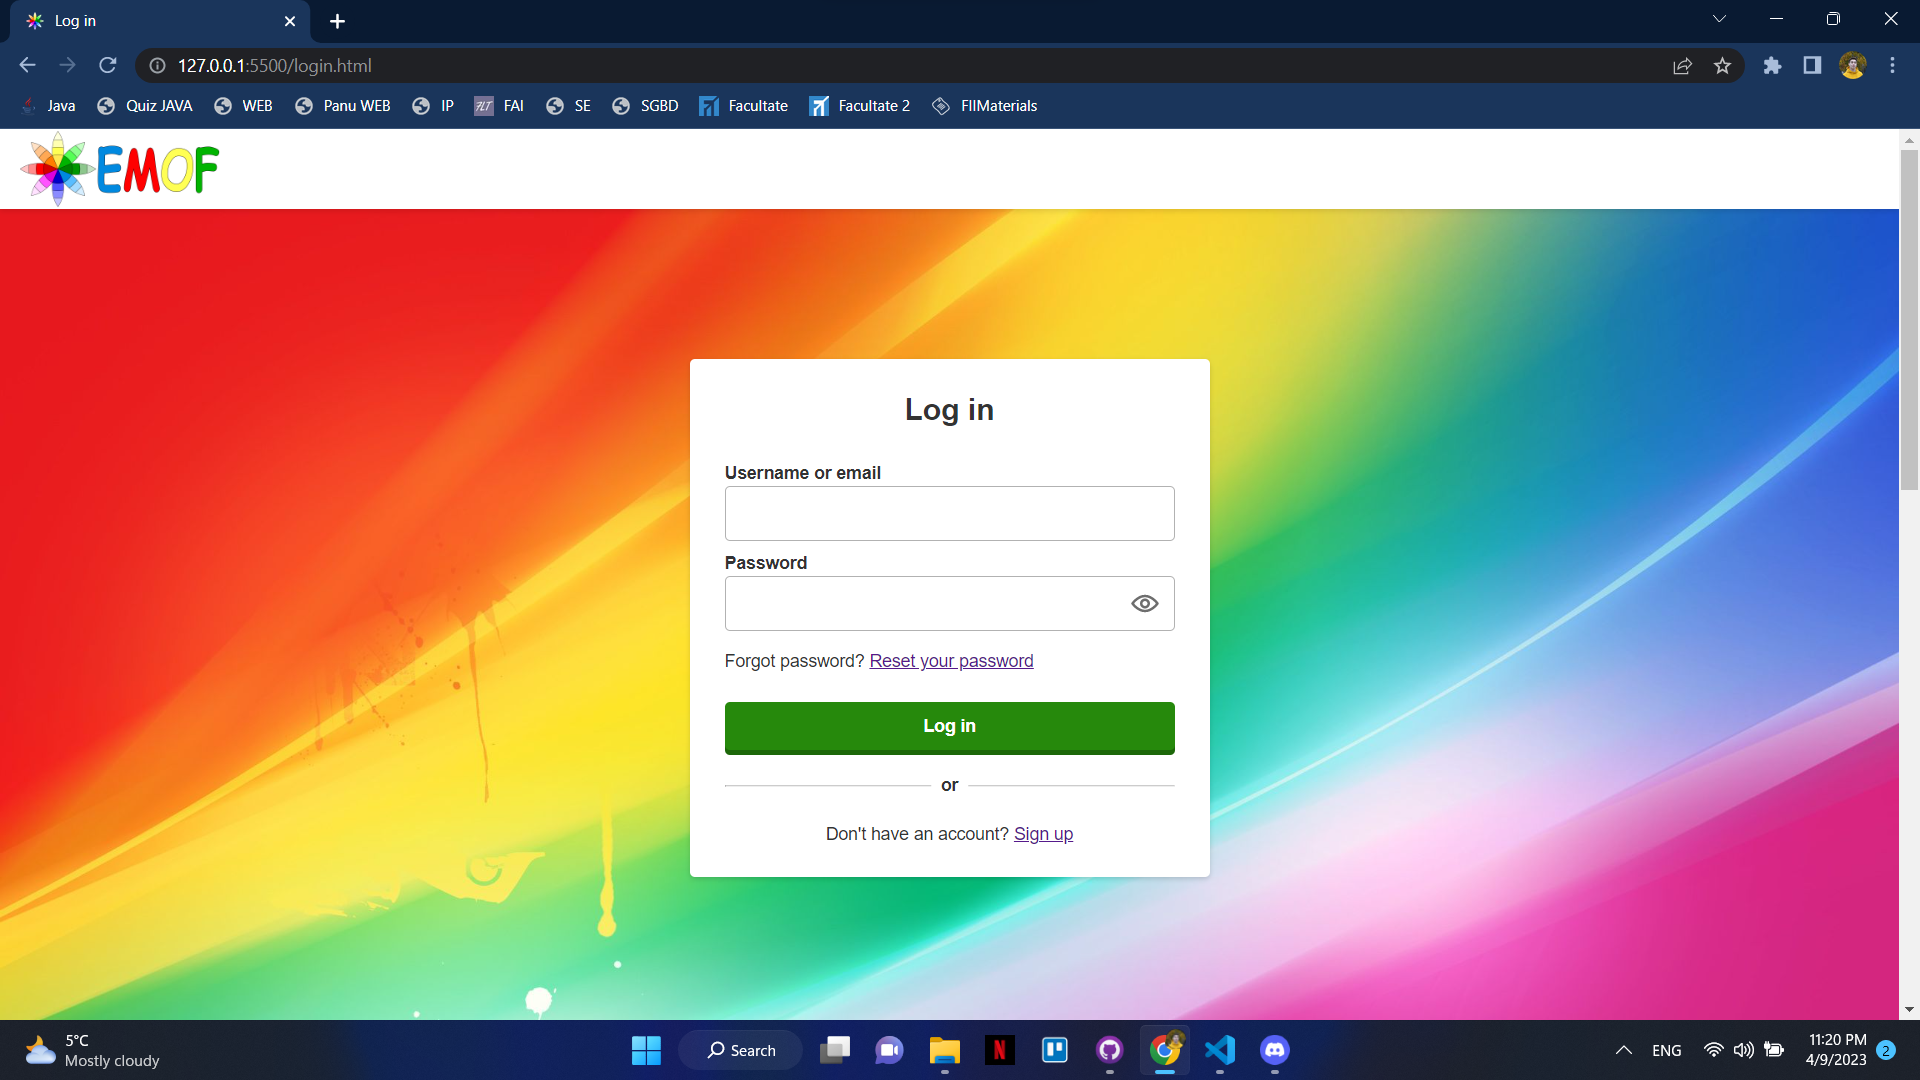 Log in
127.0.0.1:5500/login.html
Java Quiz JAVA WEB Panu WEB IP FAI SE SGBD Facultate Facultate 2 FIIMaterials
EMOF
Log in
Username or email
Password
Forgot password? Reset your password
Log in
or
Don't have an account? Sign up
5°C
Mostly cloudy
Search
ENG
11:20 PM
4/9/2023
2